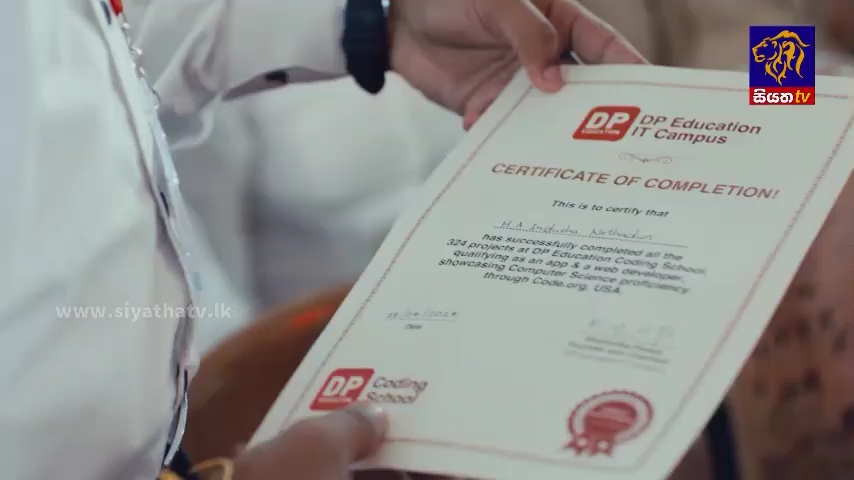 සියත tv
DP
EDUCATION
DP Education
IT Campus
CERTIFICATE OF COMPLETION!
This is to certify that
has successfully completed all the
324 projects at DP Education Coding School,
qualifying as an app & a web developer,
showcasing Computer Science proficiency
through Code.org, USA.
www.siyathatv.lk
Date
DP
Coding
School